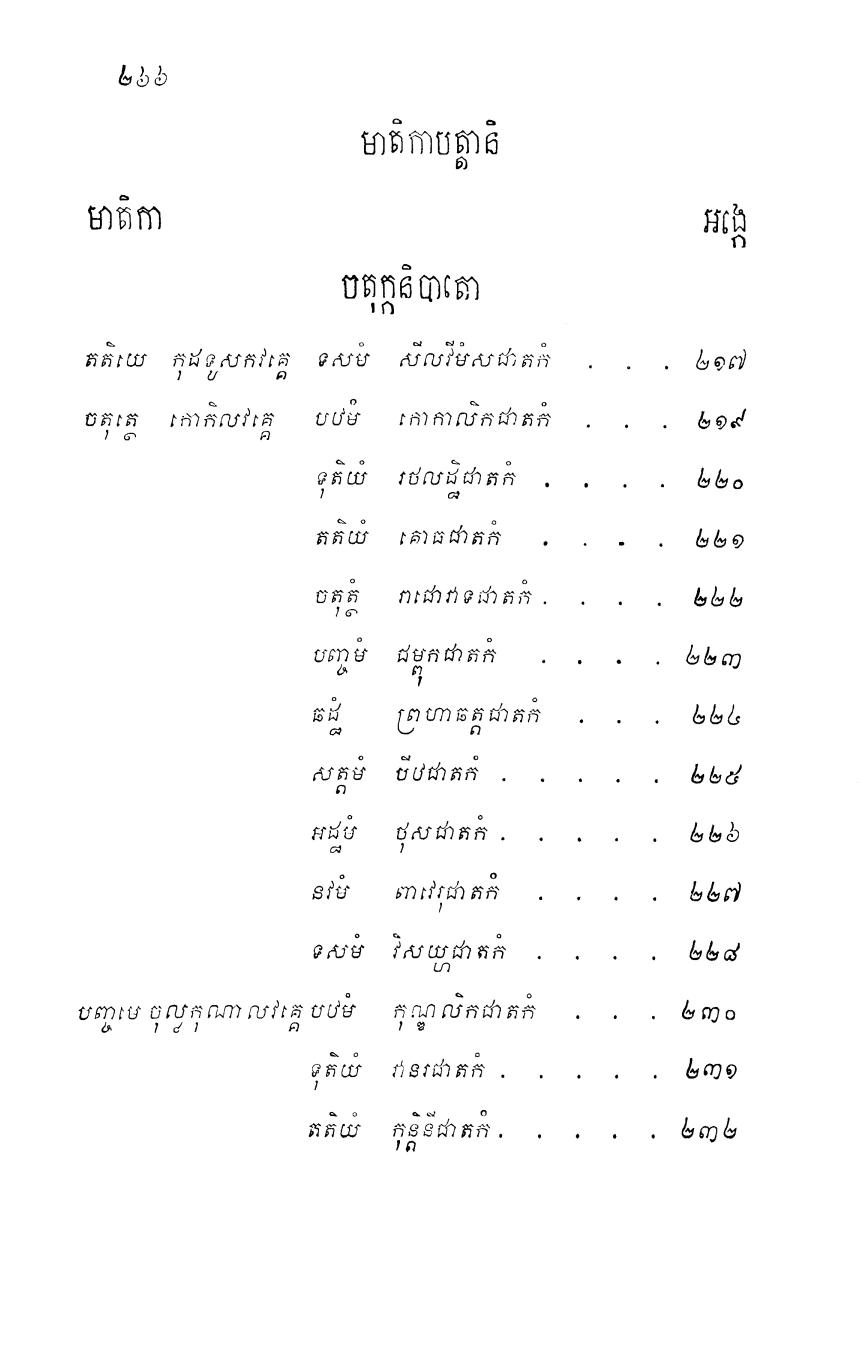 ២៦៦
មាតិកាបត្តានិ
មាតិកា អង្កេ
ចតុក្កនិបាតោ
តតិយេ កុដទូសកវគ្គេ ទសមំ សីលវីមំសជាតកំ . . . ២១៧
ចតុត្ថេ កោកិលវគ្គេ បឋមំ កោកាលិកជាតកំ . . . ២១៩
ទុតិយំ រថលដ្ឋិជាតកំ . . . . ២២០
តតិយំ គោធជាតកំ . . . . ២២១
ចតុត្ថំ រាជោវាទជាតកំ . . . . ២២២
បញ្ចមំ ជម្ពុកជាតកំ . . . . ២២៣
ឆដ្ឋំ ព្រហាឆត្តជាតកំ . . . ២២៤
សត្តមំ បីឋជាតកំ . . . . . ២២៥
អដ្ឋមំ ថុសជាតកំ . . . . . ២២៦
នវមំ ពាវេរុជាតកំ . . . . ២២៧
ទសមំ វិសយ្ហជាតកំ . . . . ២២៨
បញ្ចមេ ចុល្លកុណាលវគ្គេ បឋមំ កុណ្ឌលិកជាតកំ . . . ២៣០
ទុតិយំ វានរជាតកំ . . . . . ២៣១
តតិយំ កុន្តិនីជាតកំ . . . . . ២៣២